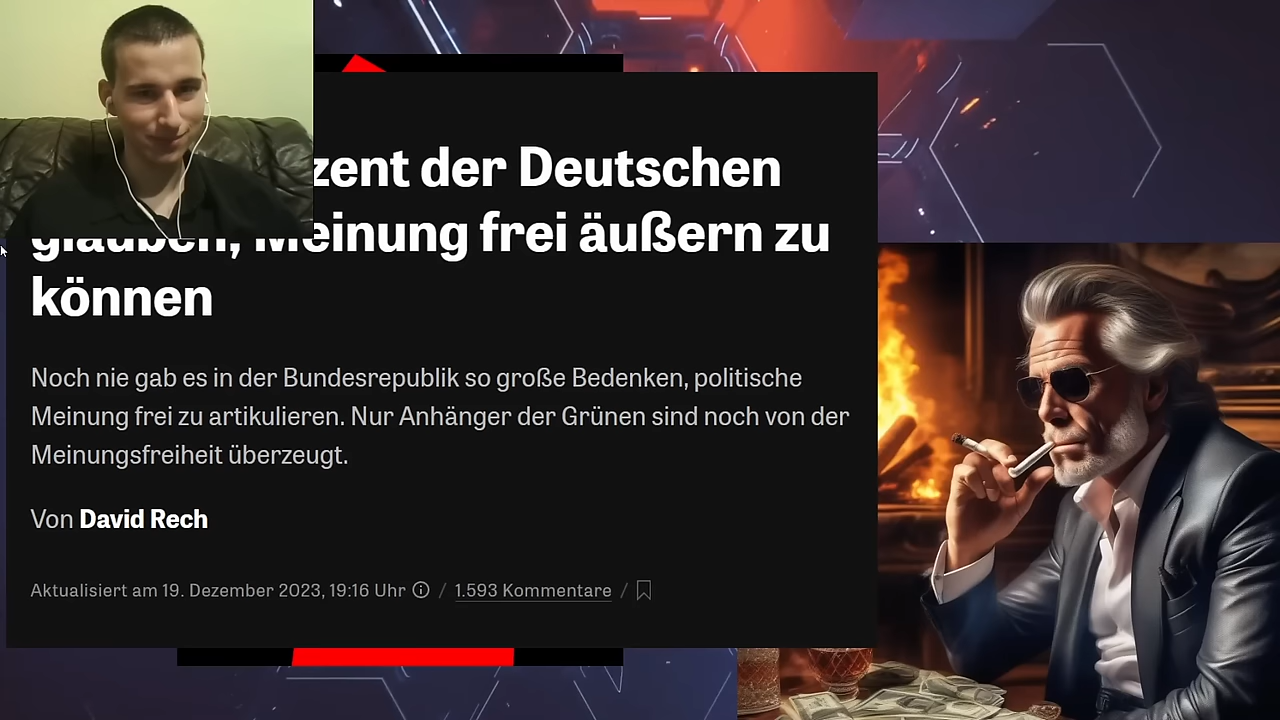 zent der Deutschen
glauben, Meinung frei äußern zu
können
Noch nie gab es in der Bundesrepublik so große Bedenken, politische
Meinung frei zu artikulieren. Nur Anhänger der Grünen sind noch von der
Meinungsfreiheit überzeugt.
Von David Rech
Aktualisiert am 19. Dezember 2023, 19:16 Uhr / 1.593 Kommentare /